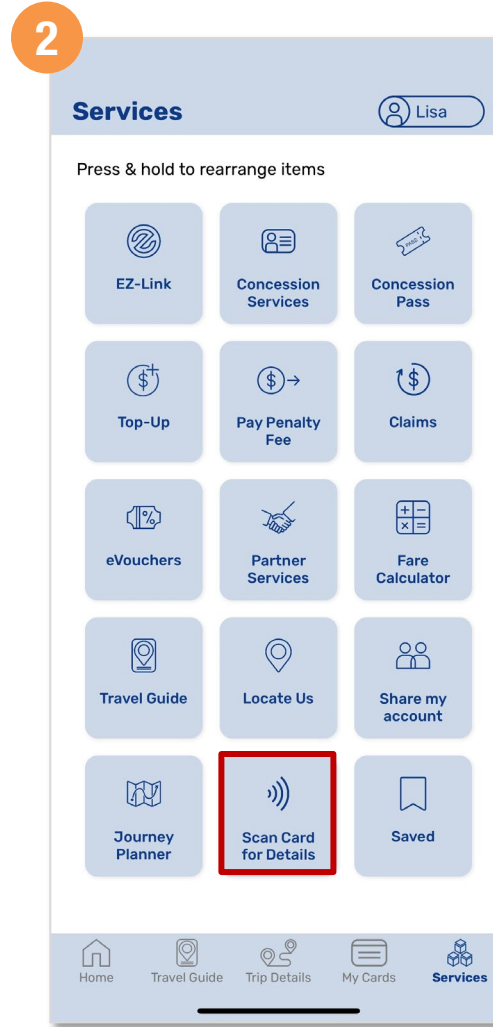 2
Services
Lisa
Press & hold to rearrange items
EZ-Link
Concession
Services
Concession
Pass
Top-Up
Pay Penalty
Fee
Claims
eVouchers
Partner
Services
Fare
Calculator
Travel Guide
Locate Us
Share my
account
Journey
Planner
Scan Card
for Details
Saved
Home
Travel Guide
Trip Details
My Cards
Services